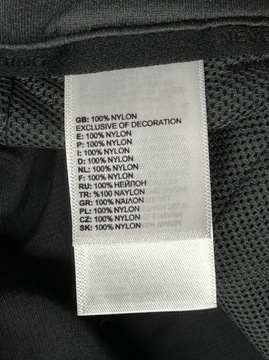 GB: 100% NYLON
EXCLUSIVE OF DECORATION
E: 100% NYLON
P: 100% NYLON
I: 100% NYLON
D: 100% NYLON
NL: 100% NYLON
F: 100% NYLON
RU: 100% НЕЙЛОН
TR: %100 NAYLON
GR: 100% ΝΑΙΛΟΝ
PL: 100% NYLON
CZ: 100% NYLON
SK: 100% NYLON